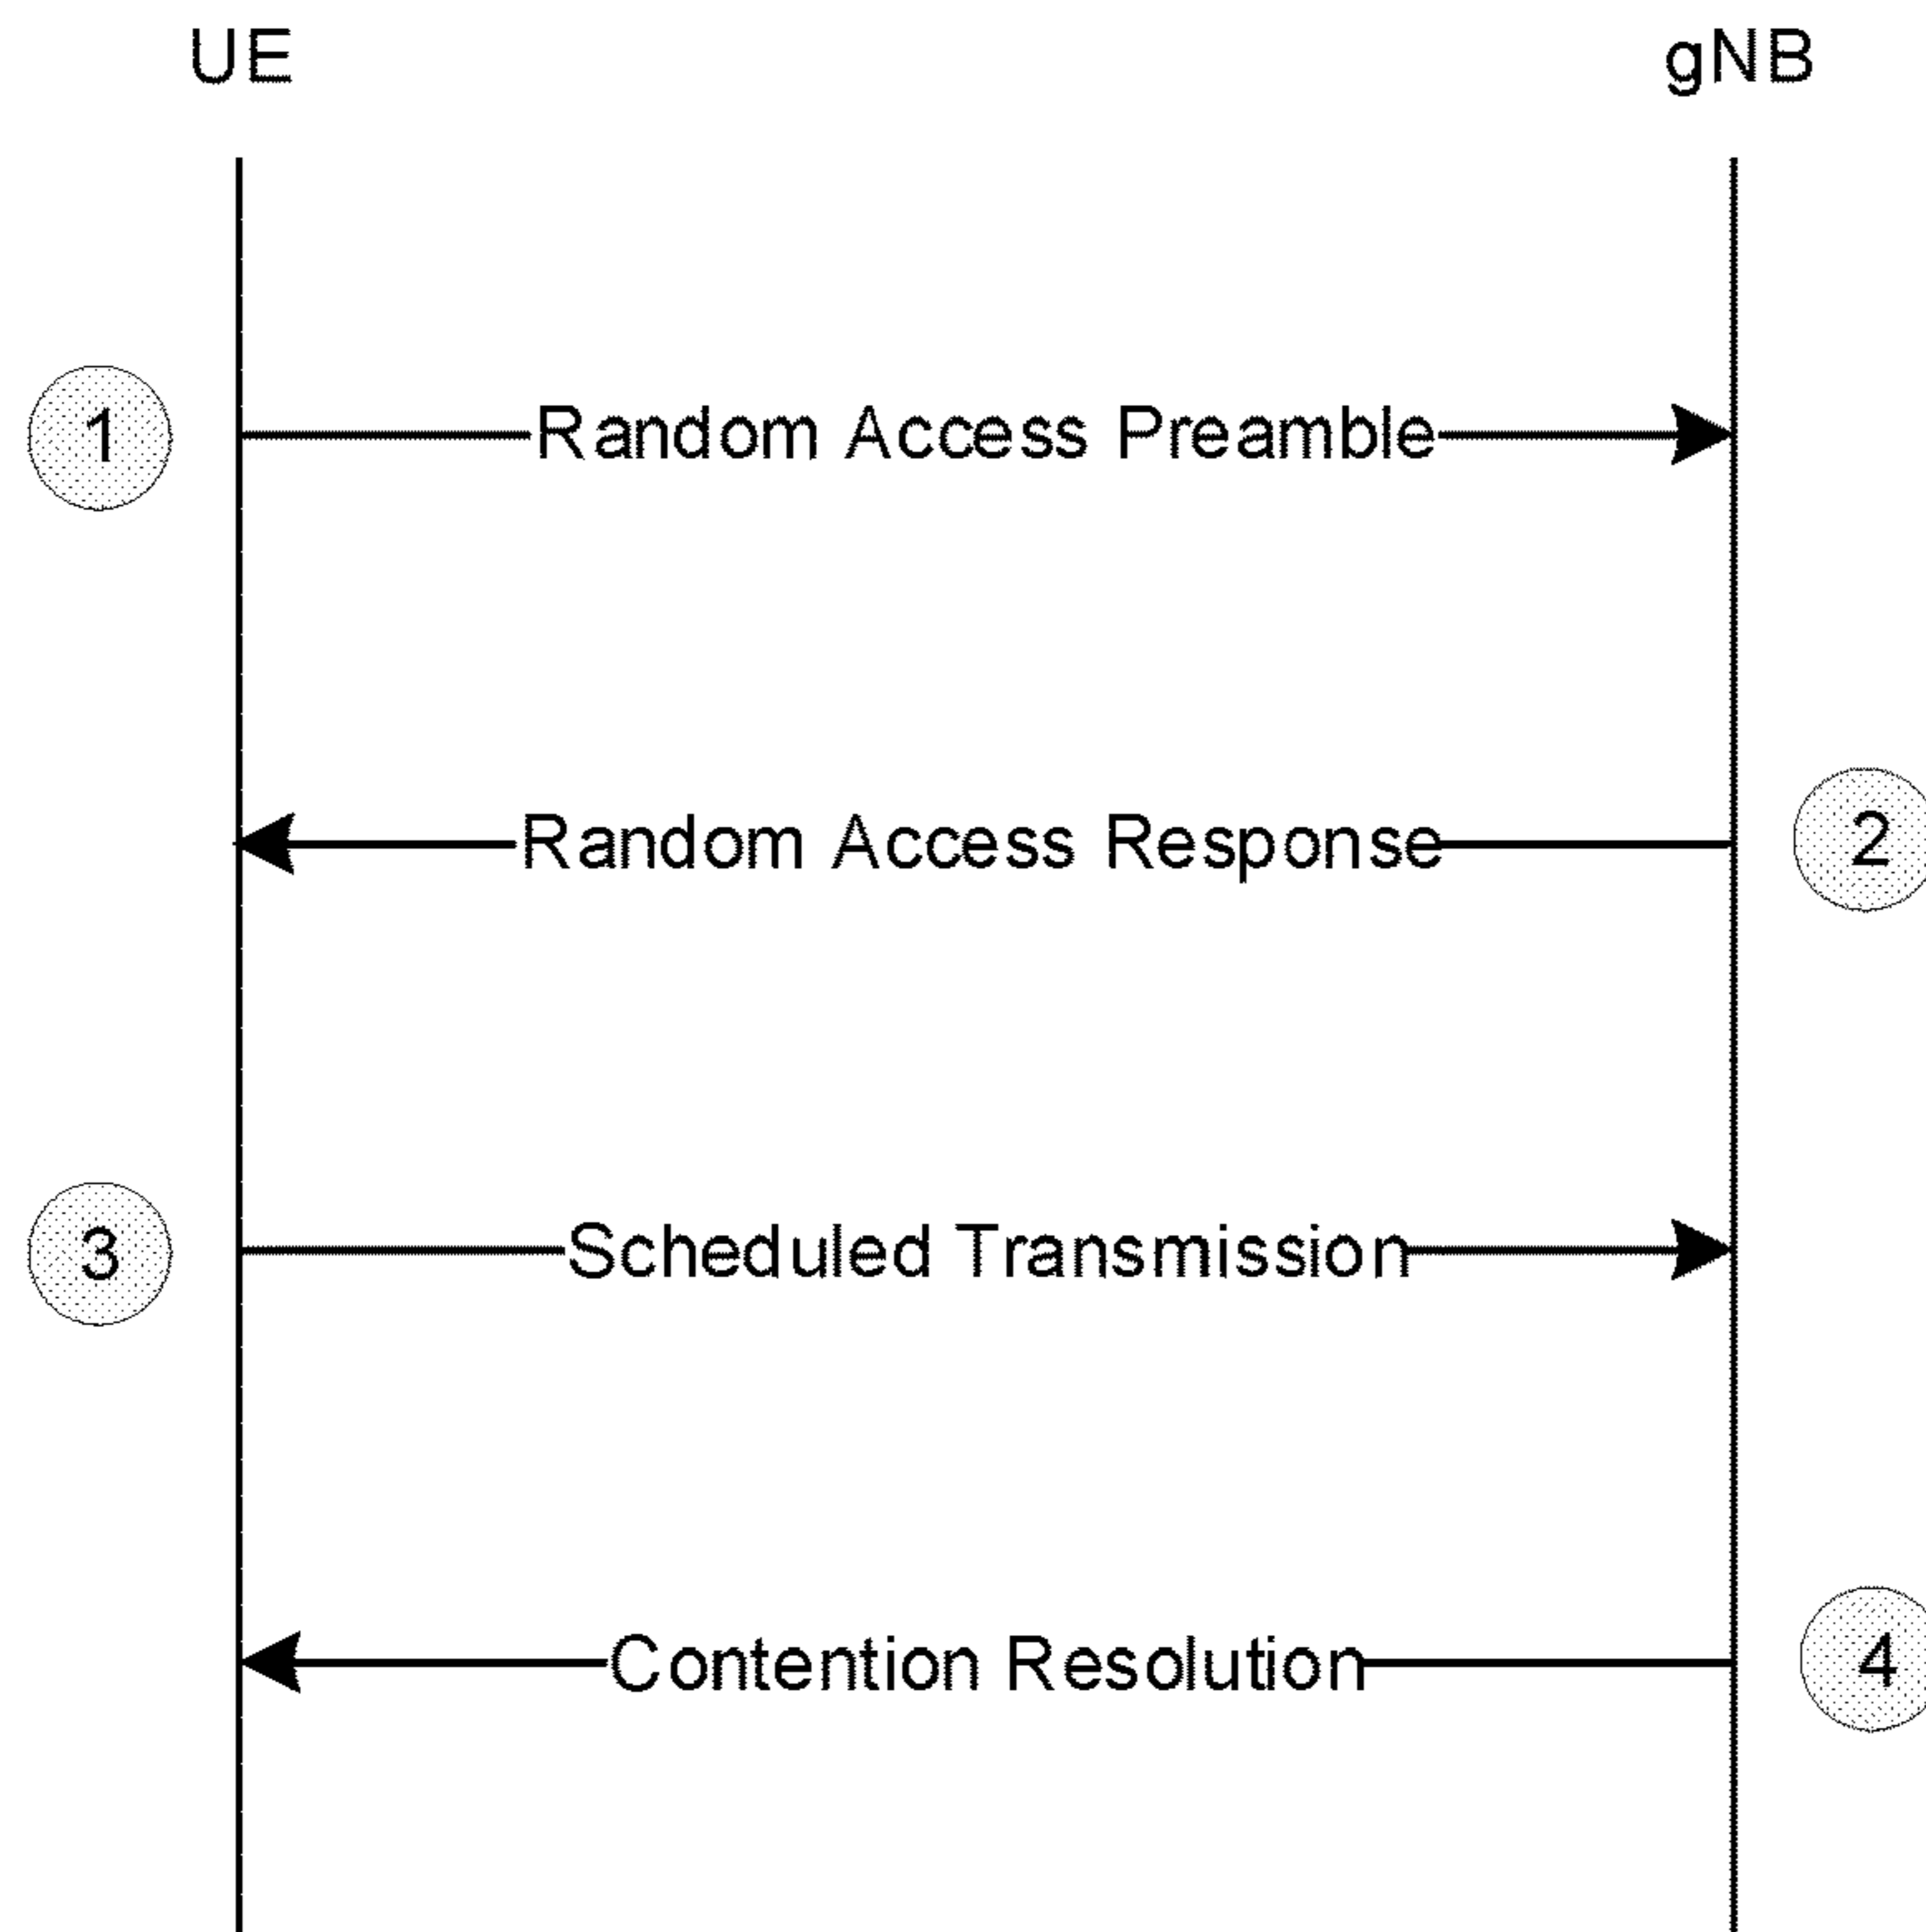 UE gNB
1 Random Access Preamble
Random Access Response 2
3 Scheduled Transmission
Contention Resolution 4